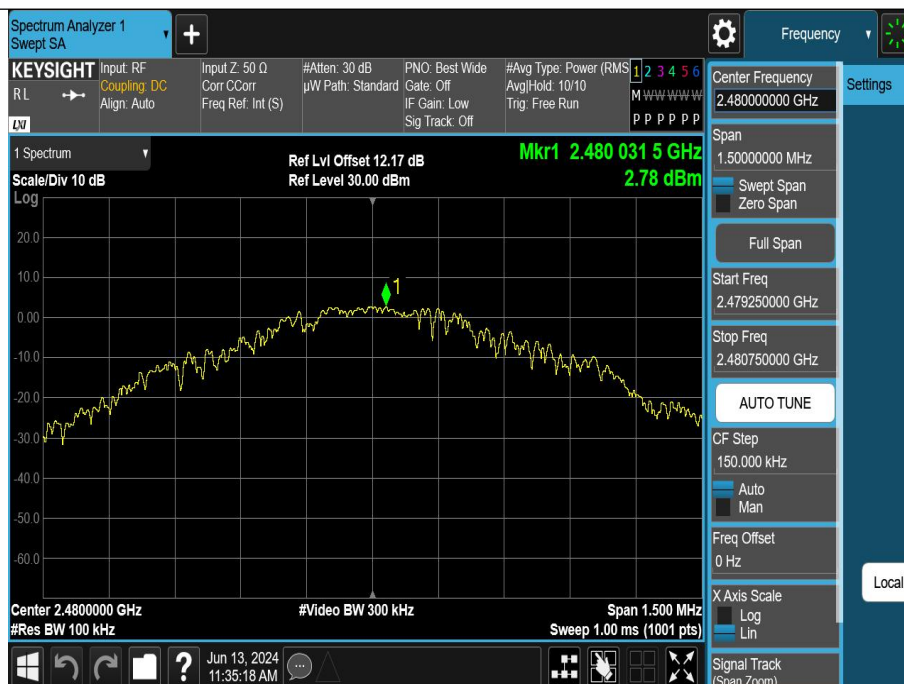 Spectrum Analyzer 1
Swept SA
+
Frequency
KEYSIGHT
R L
LXI
Input: RF
Coupling: DC
Align: Auto
Input Z: 50 Ω
Corr CCorr
Freq Ref: Int (S)
#Atten: 30 dB
µW Path: Standard
PNO: Best Wide
Gate: Off
IF Gain: Low
Sig Track: Off
#Avg Type: Power (RMS
Avg|Hold: 10/10
Trig: Free Run
1 2 3 4 5 6
M W W W W W
P P P P P P
1 Spectrum
Scale/Div 10 dB
Log
Ref Lvl Offset 12.17 dB
Ref Level 30.00 dBm
Mkr1 2.480 031 5 GHz
2.78 dBm
20.0
10.0
0.00
-10.0
-20.0
-30.0
-40.0
-50.0
-60.0
1
Center 2.4800000 GHz
#Res BW 100 kHz
#Video BW 300 kHz
Span 1.500 MHz
Sweep 1.00 ms (1001 pts)
?
Jun 13, 2024
11:35:18 AM
Center Frequency
2.480000000 GHz
Span
1.50000000 MHz
Swept Span
Zero Span
Full Span
Start Freq
2.479250000 GHz
Stop Freq
2.480750000 GHz
AUTO TUNE
CF Step
150.000 kHz
Auto
Man
Freq Offset
0 Hz
X Axis Scale
Log
Lin
Signal Track
(Span Zoom)
Settings
Local